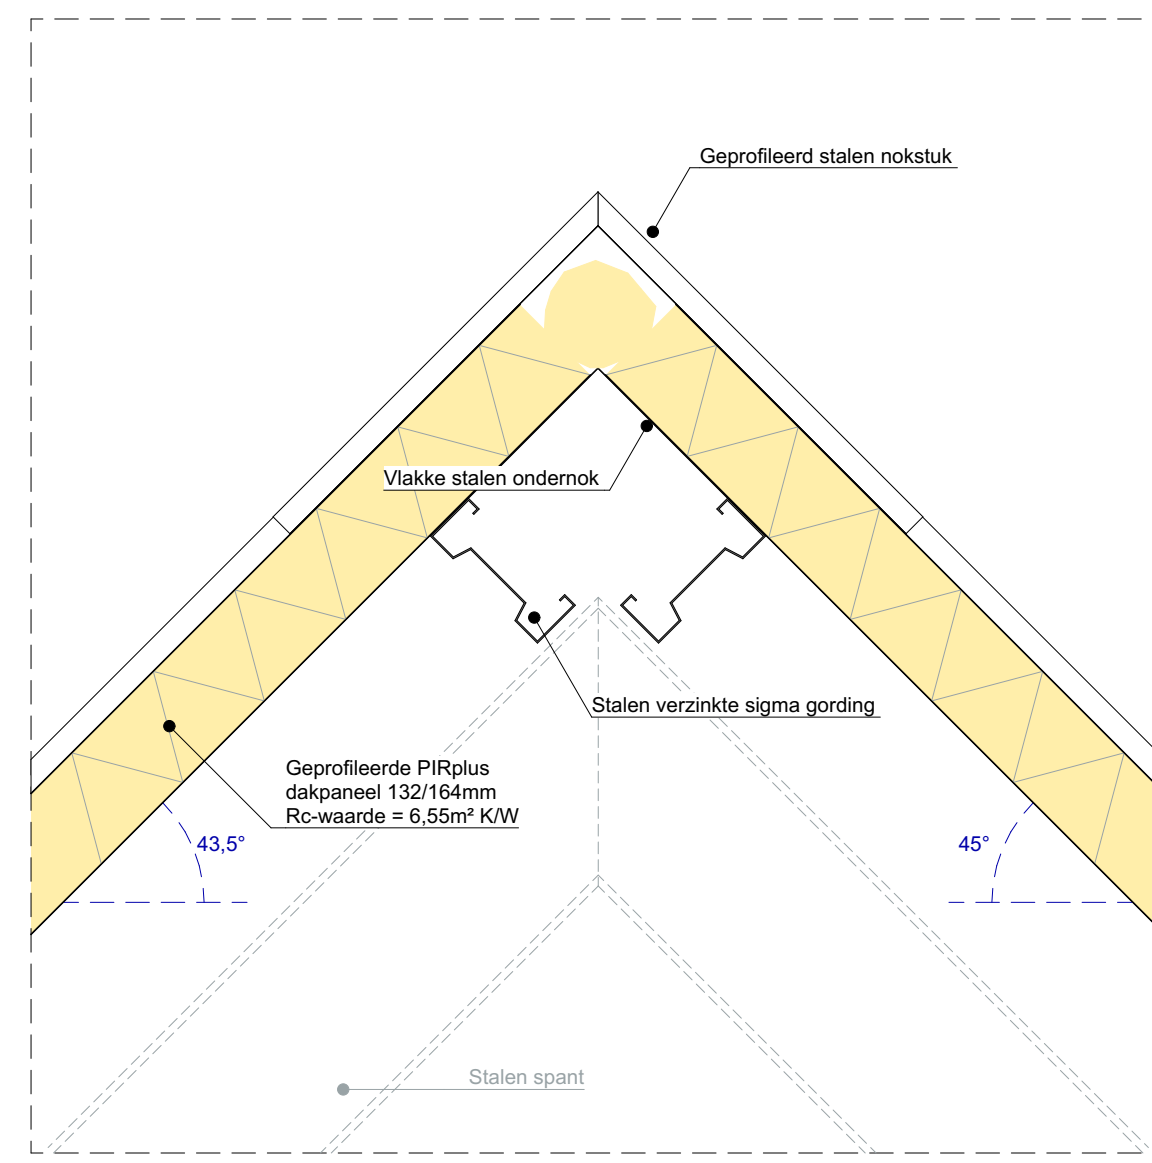 Geprofileerd stalen nokstuk
Vlakke stalen ondernok
Stalen verzinkte sigma gording
Geprofileerde PIRplus
dakpaneel 132/164mm
Rc-waarde = 6,55m² K/W
43,5°
45°
Stalen spant